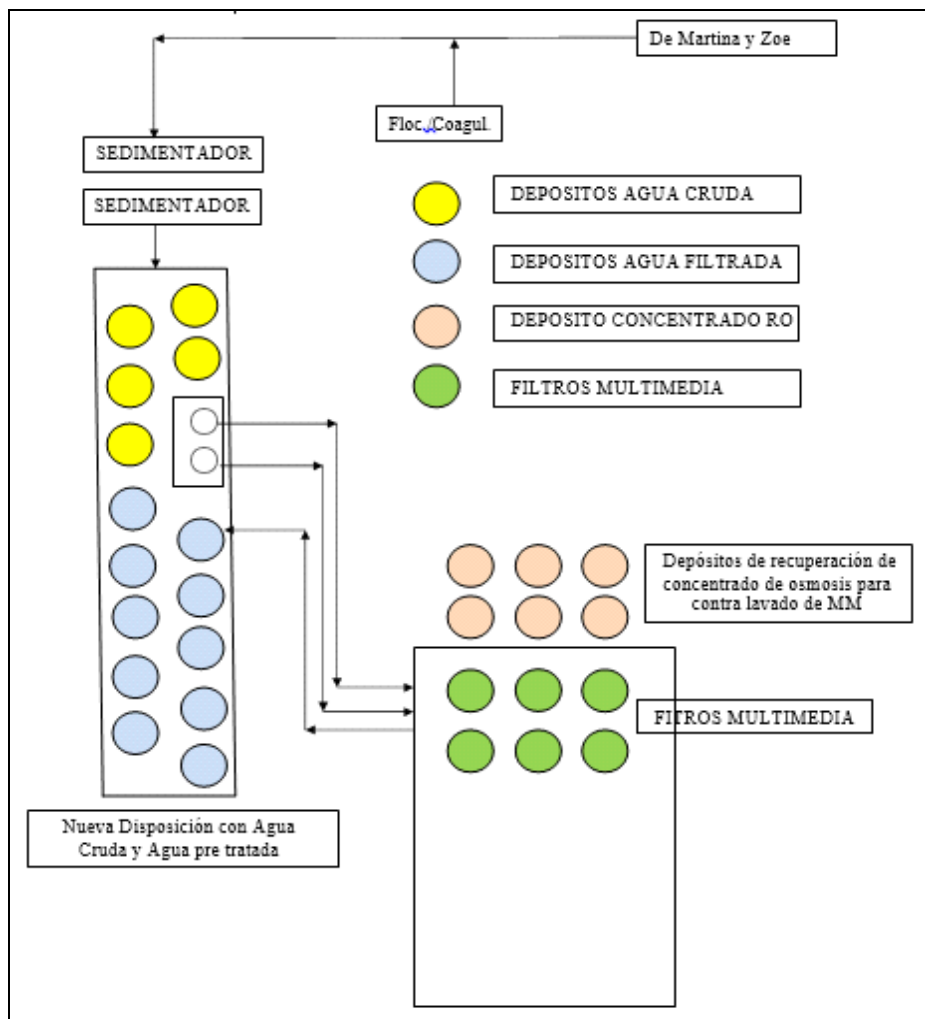 De Martina y Zoe
Floc./Coagul.
SEDIMENTADOR
SEDIMENTADOR
DEPOSITOS AGUA CRUDA
DEPOSITOS AGUA FILTRADA
DEPOSITO CONCENTRADO RO
FILTROS MULTIMEDIA
Depósitos de recuperación de
concentrado de osmosis para
contra lavado de MM
FITROS MULTIMEDIA
Nueva Disposición con Agua
Cruda y Agua pre tratada